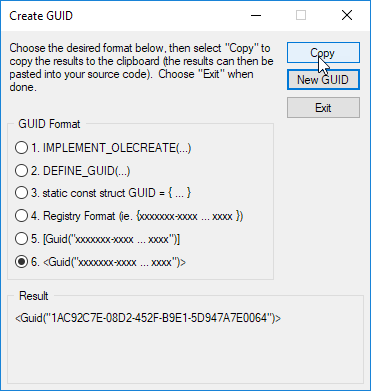 Create GUID
Choose the desired format below, then select "Copy" to
copy the results to the clipboard (the results can then be
pasted into your source code). Choose "Exit" when
done.
Copy
New GUID
Exit
GUID Format
1. IMPLEMENT_OLECREATE(...)
2. DEFINE_GUID(...)
3. static const struct GUID = { ... }
4. Registry Format (ie. {xxxxxxx-xxxx ... xxxx })
5. [Guid("xxxxxxx-xxxx ... xxxx")]
6. <Guid("xxxxxxx-xxxx ... xxxx")>
Result
<Guid("1AC92C7E-08D2-452F-B9E1-5D947A7E0064")>